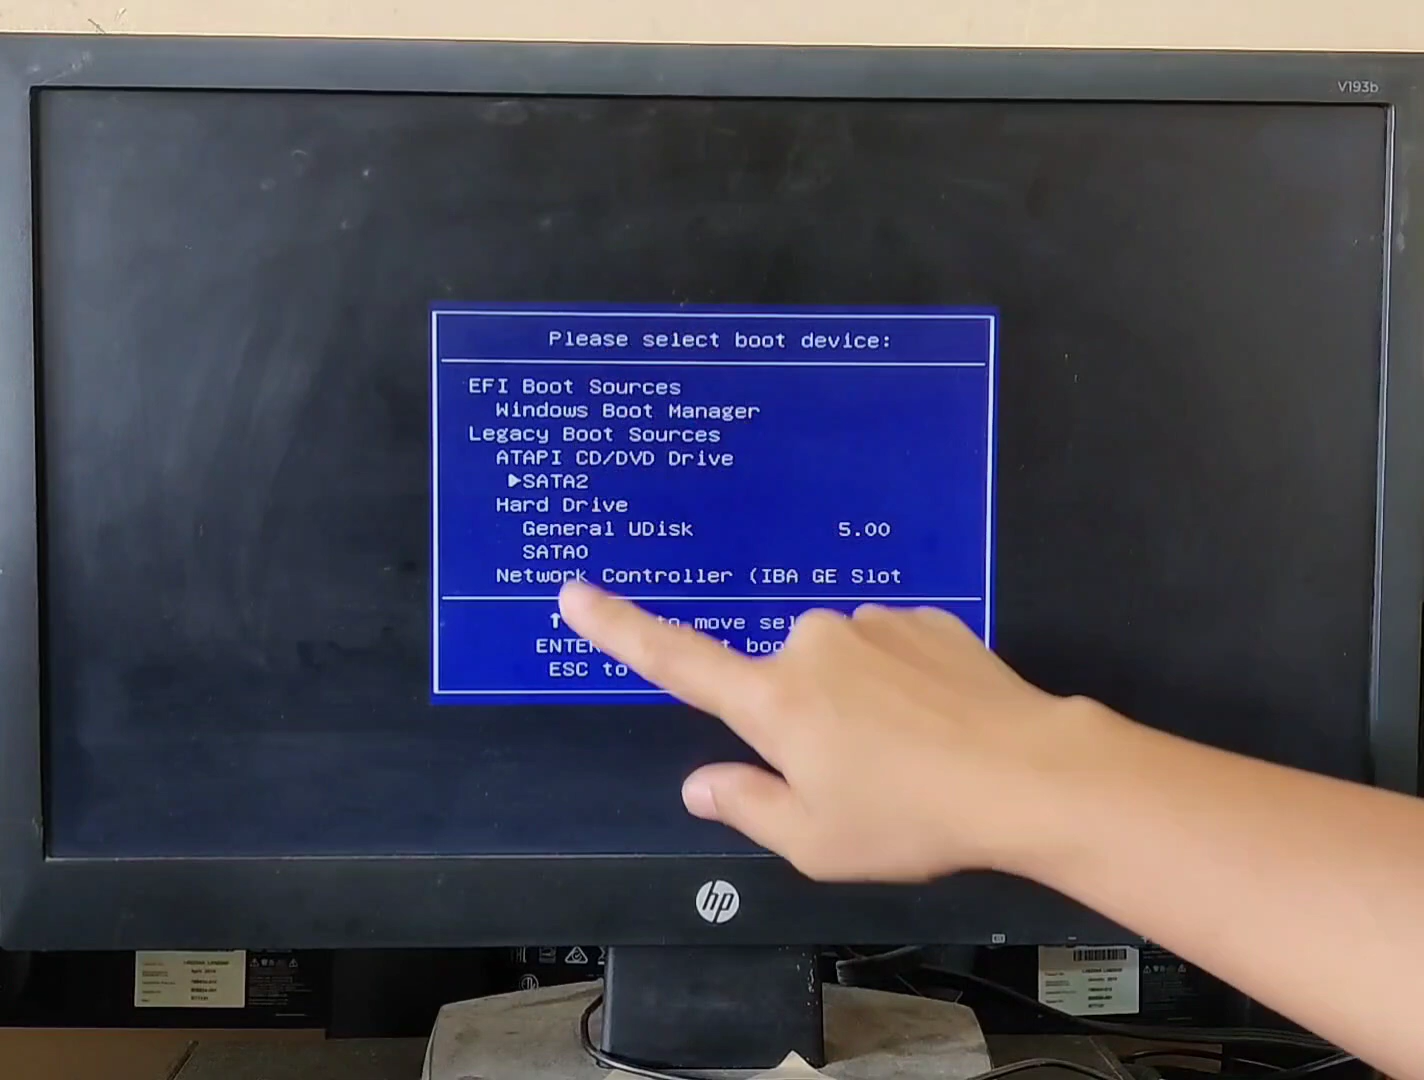 V193b
Please select boot device:
EFI Boot Sources
Windows Boot Manager
Legacy Boot Sources
ATAPI CD/DVD Drive
▶SATA2
Hard Drive
General UDisk 5.00
SATA0
Network Controller (IBA GE Slot
↑ to move sel
ENTER t boo
ESC to
hp